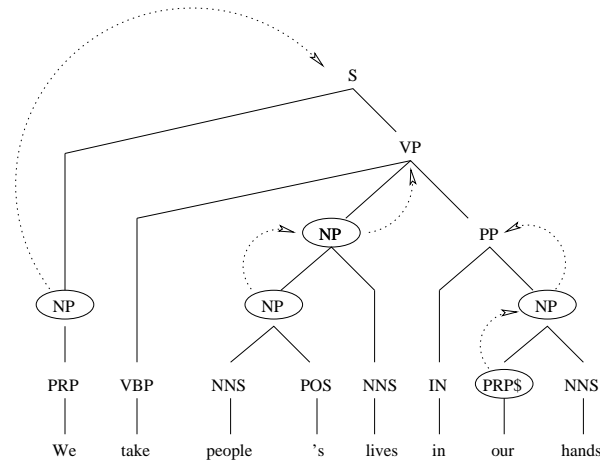 S
VP
NP PP
NP NP NP
PRP VBP NNS POS NNS IN PRP$ NNS
We take people 's lives in our hands